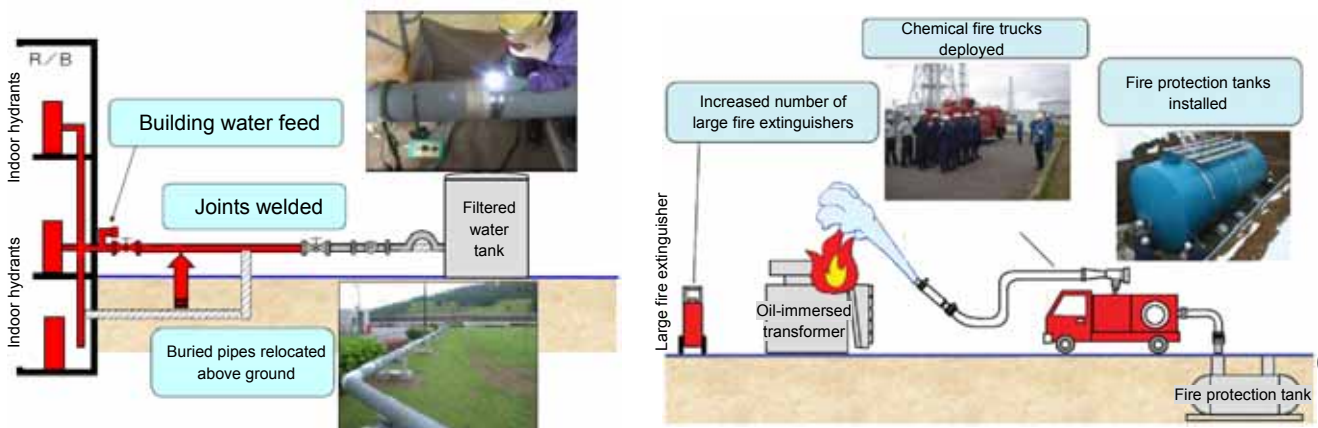 R/B
Indoor hydrants
Indoor hydrants
Building water feed
Joints welded
Filtered
water
tank
Buried pipes relocated
above ground
Chemical fire trucks
deployed
Increased number of
large fire extinguishers
Fire protection tanks
installed
Large fire extinguisher
Oil-immersed
transformer
Fire protection tank